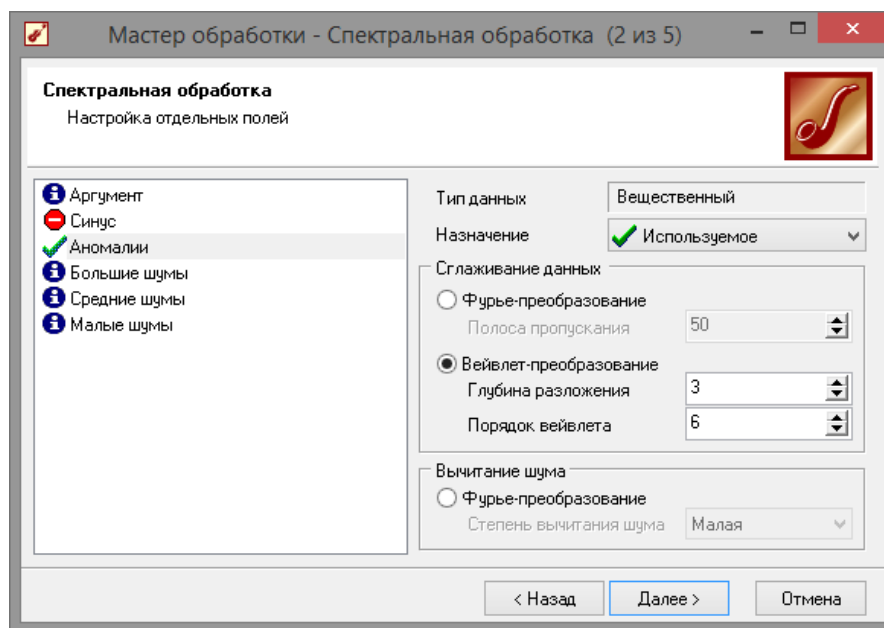 Мастер обработки - Спектральная обработка (2 из 5)
Спектральная обработка
Настройка отдельных полей
Аргумент
Синус
Аномалии
Большие шумы
Средние шумы
Малые шумы
Тип данных Вещественный
Назначение Используемое
Сглаживание данных
Фурье-преобразование
Полоса пропускания 50
Вейвлет-преобразование
Глубина разложения 3
Порядок вейвлета 6
Вычитание шума
Фурье-преобразование
Степень вычитания шума Малая
< Назад Далее > Отмена